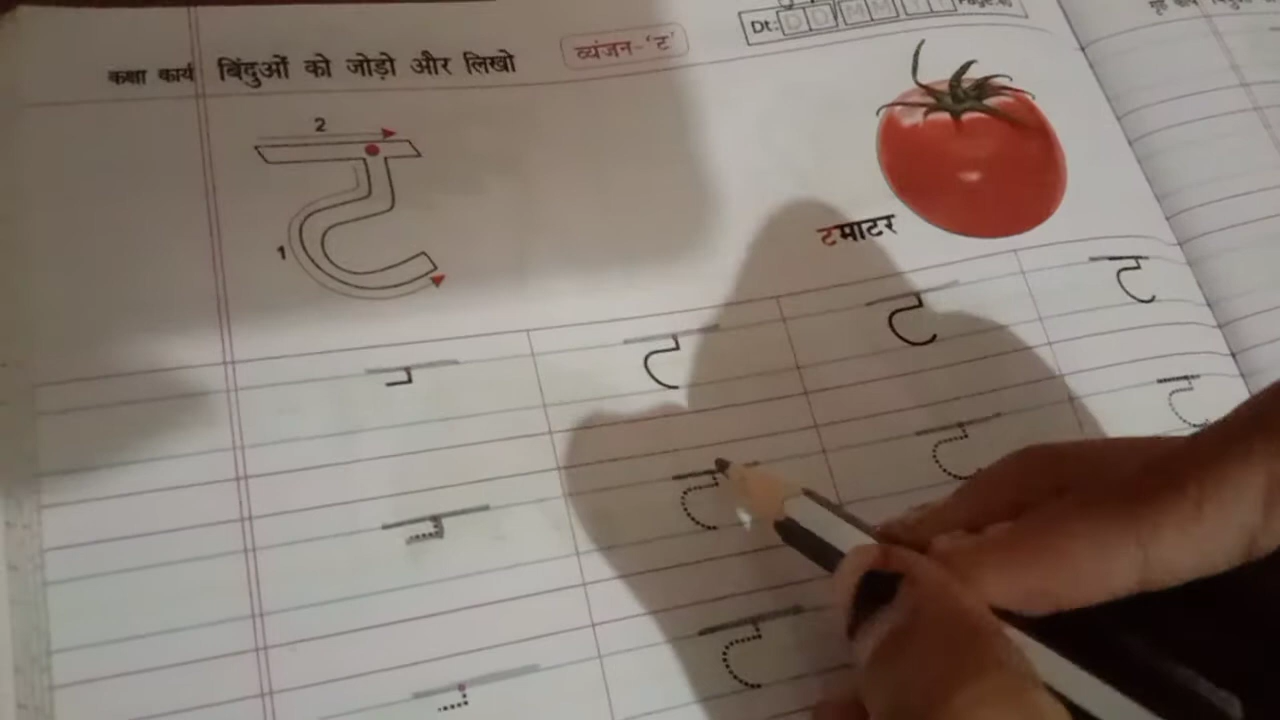 Dt: D D M M Y Y
कक्षा कार्य बिंदुओं को जोड़ो और लिखो व्यंजन-'ट'
2
1
ट
टमाटर
ट ट ट
ट ट ट
ट